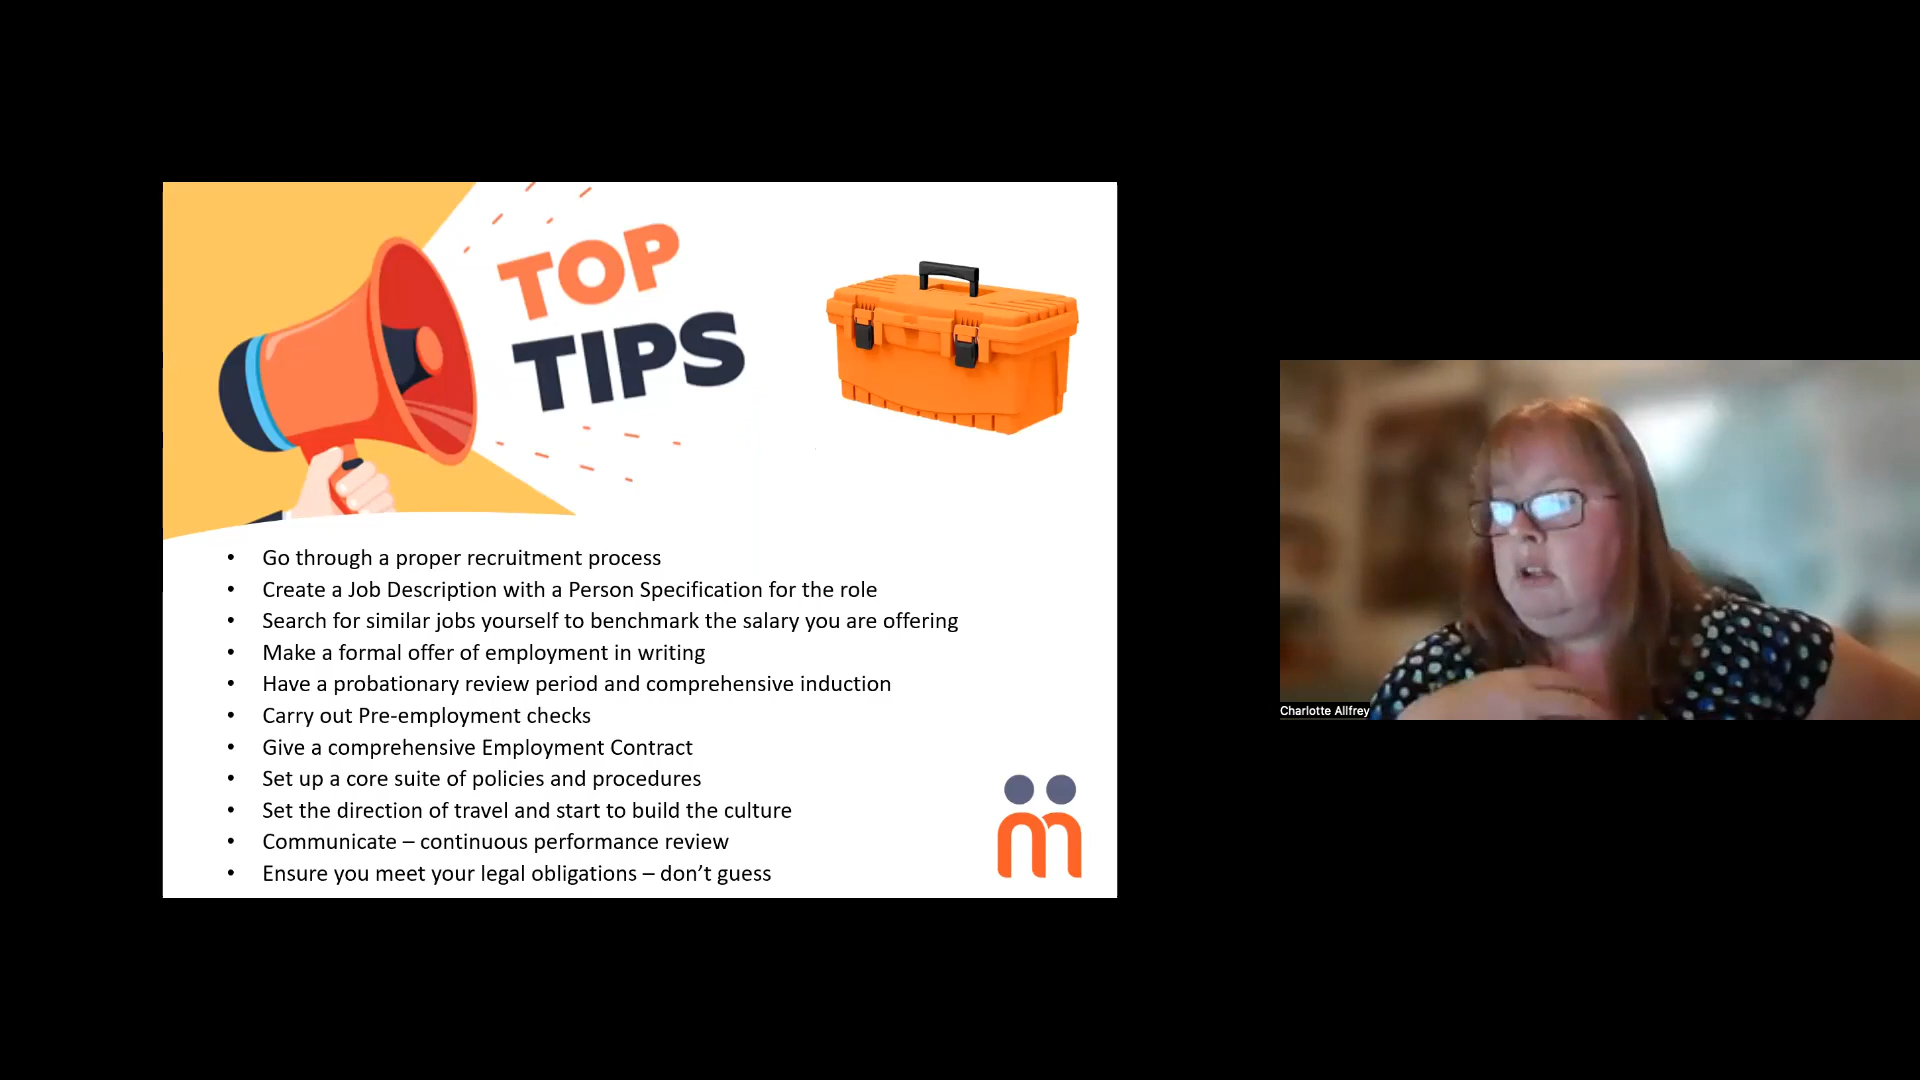 TOP
TIPS
• Go through a proper recruitment process
• Create a Job Description with a Person Specification for the role
• Search for similar jobs yourself to benchmark the salary you are offering
• Make a formal offer of employment in writing
• Have a probationary review period and comprehensive induction
• Carry out Pre-employment checks
• Give a comprehensive Employment Contract
• Set up a core suite of policies and procedures
• Set the direction of travel and start to build the culture
• Communicate – continuous performance review
• Ensure you meet your legal obligations – don’t guess
Charlotte Allfrey